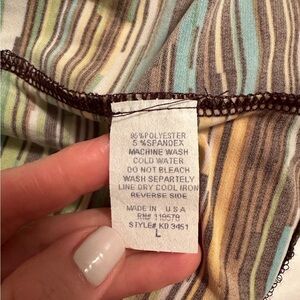 95%POLYESTER
5 %SPANDEX
MACHINE WASH
COLD WATER
DO NOT BLEACH
WASH SEPARATELY
LINE DRY COOL IRON
REVERSE SIDE
MADE IN U S A
RN# 119579
STYLE# KD 3451
L